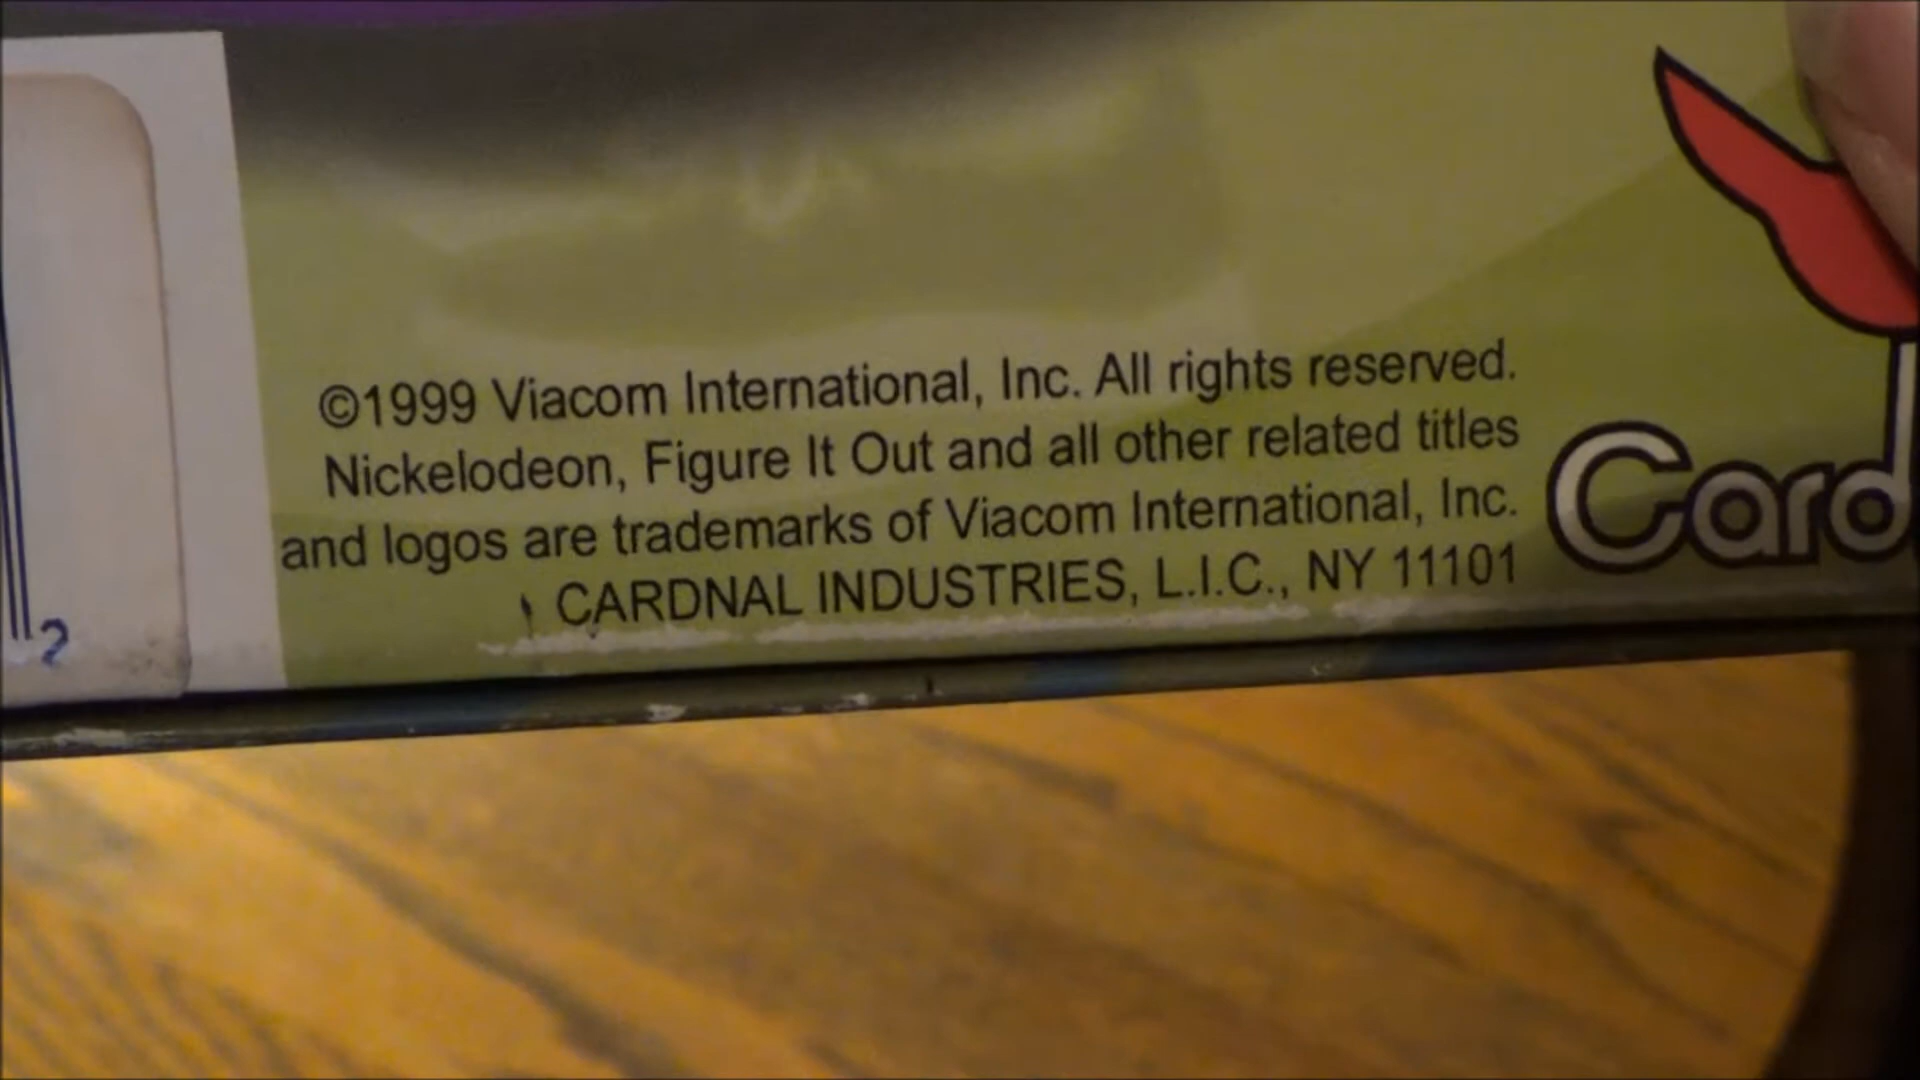 ©1999 Viacom International, Inc. All rights reserved.
Nickelodeon, Figure It Out and all other related titles
and logos are trademarks of Viacom International, Inc.
CARDNAL INDUSTRIES, L.I.C., NY 11101
Card
2